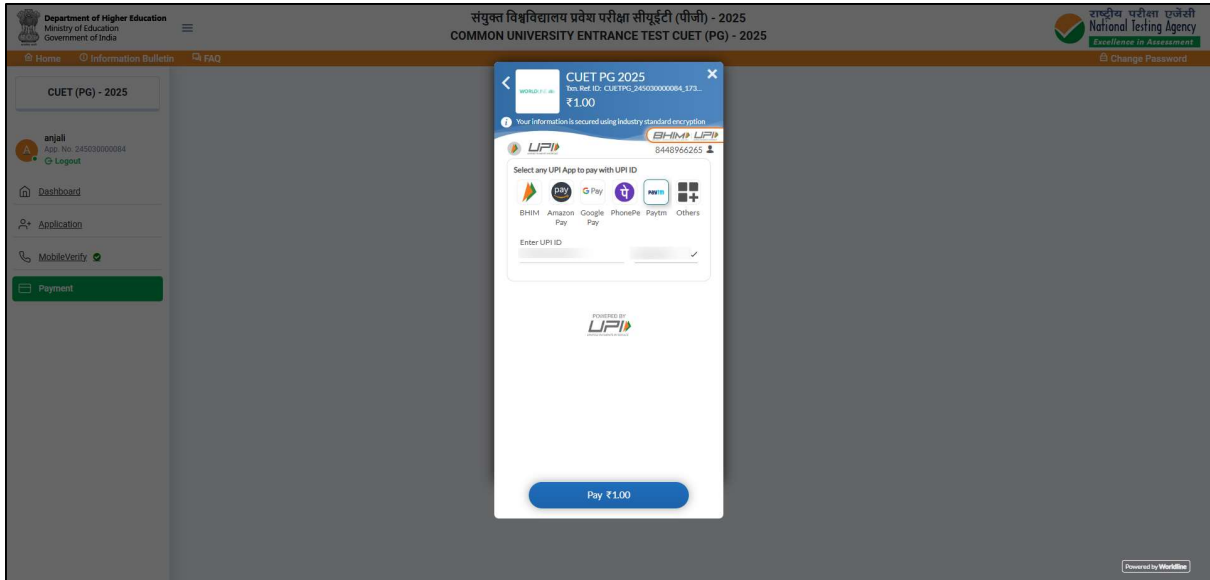 Department of Higher Education
Ministry of Education
Government of India
संयुक्त विश्वविद्यालय प्रवेश परीक्षा सीयूईटी (पीजी) - 2025
COMMON UNIVERSITY ENTRANCE TEST CUET (PG) - 2025
राष्ट्रीय परीक्षा एजेंसी
National Testing Agency
Excellence in Assessment
Home Information Bulletin FAQ
Change Password
CUET (PG) - 2025
anjali
App. No. 245030000084
Logout
Dashboard
Application
MobileVerify
Payment
CUET PG 2025
Txn. Ref. ID: CUETPG_245030000084_173...
₹1.00
Your information is secured using industry standard encryption
BHIM UPI
UPI
8448966265
Select any UPI App to pay with UPI ID
pay
G Pay
पे
Paytm
BHIM
Amazon Pay
Google Pay
PhonePe
Paytm
Others
Enter UPI ID
POWERED BY
UPI
Pay ₹1.00
Powered by Worldline